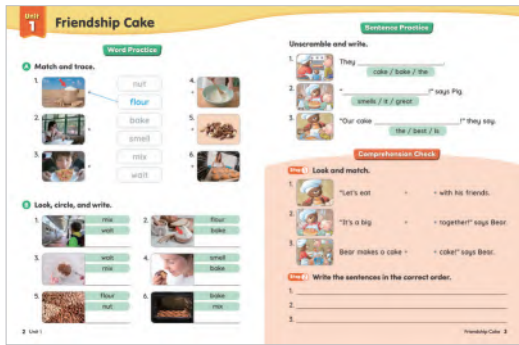 Unit
1
Friendship Cake
Word Practice
A Match and trace.
1.
2.
3.
nut
flour
bake
smell
mix
wait
4.
5.
6.
B Look, circle, and write.
1.
mix
wait
2.
flour
bake
3.
wait
mix
4.
smell
bake
5.
flour
nut
6.
bake
mix
2 Unit 1
Sentence Practice
Unscramble and write.
1. They ____________________.
cake / bake / the
2. "____________________!" says Pig.
smells / it / great
3. "Our cake ____________________!" they say.
the / best / is
Comprehension Check
Step 1 Look and match.
1. "Let's eat • • with his friends.
2. "It's a big • • together!" says Bear.
3. Bear makes a cake • • cake!" says Bear.
Step 2 Write the sentences in the correct order.
1.
2.
3.
Friendship Cake 3